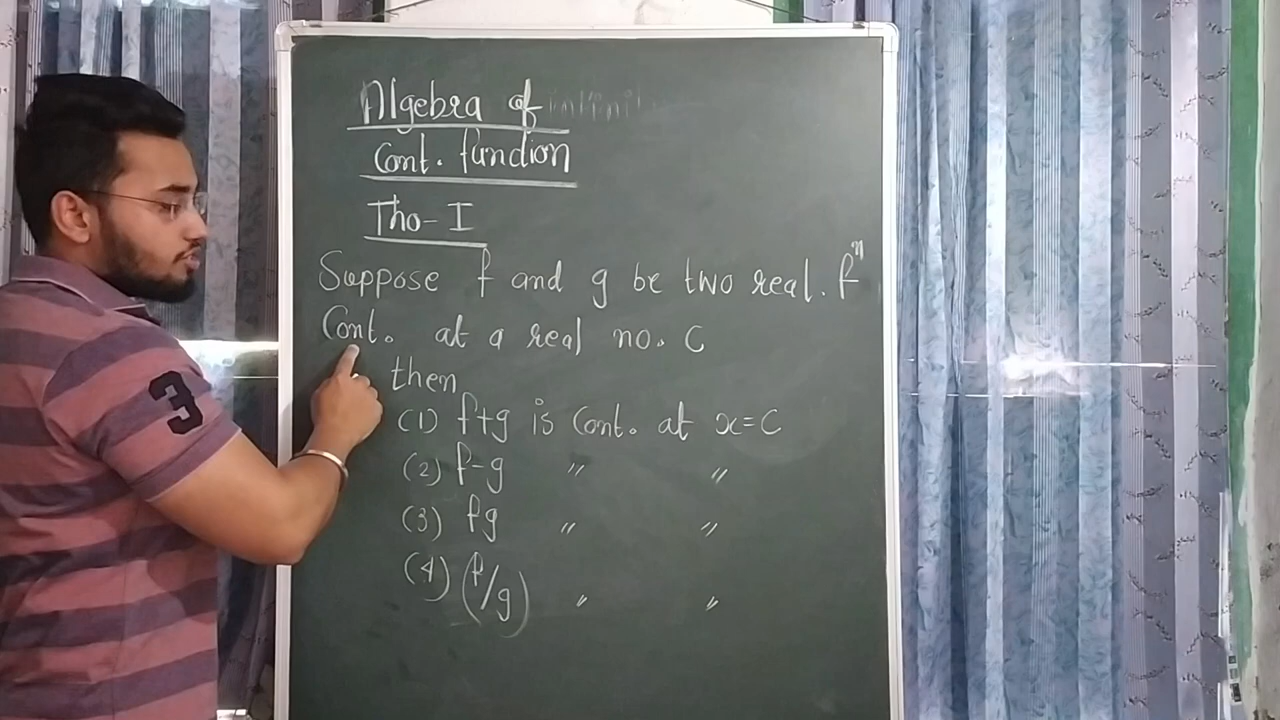 Algebra of
Cont. function
Tho-I
Suppose f and g be two real. fⁿ
Cont. at a real no. C
then
(1) f+g is Cont. at x=C
(2) f-g " "
(3) fg " "
(4) (f/g) " "
3